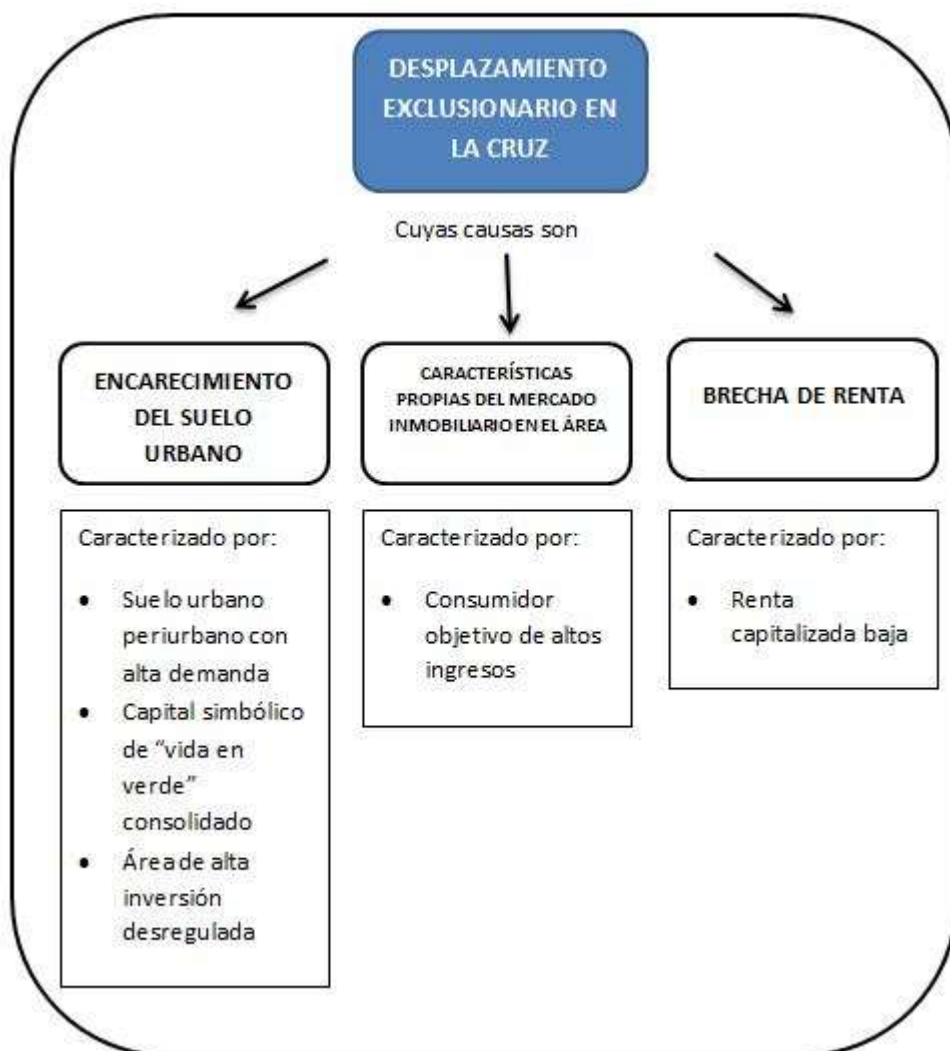 DESPLAZAMIENTO
EXCLUSIONARIO EN
LA CRUZ
Cuyas causas son
ENCARECIMIENTO
DEL SUELO
URBANO
CARACTERÍSTICAS
PROPIAS DEL MERCADO
INMOBILIARIO EN EL ÁREA
BRECHA DE RENTA
Caracterizado por:
• Suelo urbano
periurbano con
alta demanda
• Capital simbólico
de “vida en
verde”
consolidado
• Área de alta
inversión
desregulada
Caracterizado por:
• Consumidor
objetivo de altos
ingresos
Caracterizado por:
• Renta
capitalizada baja